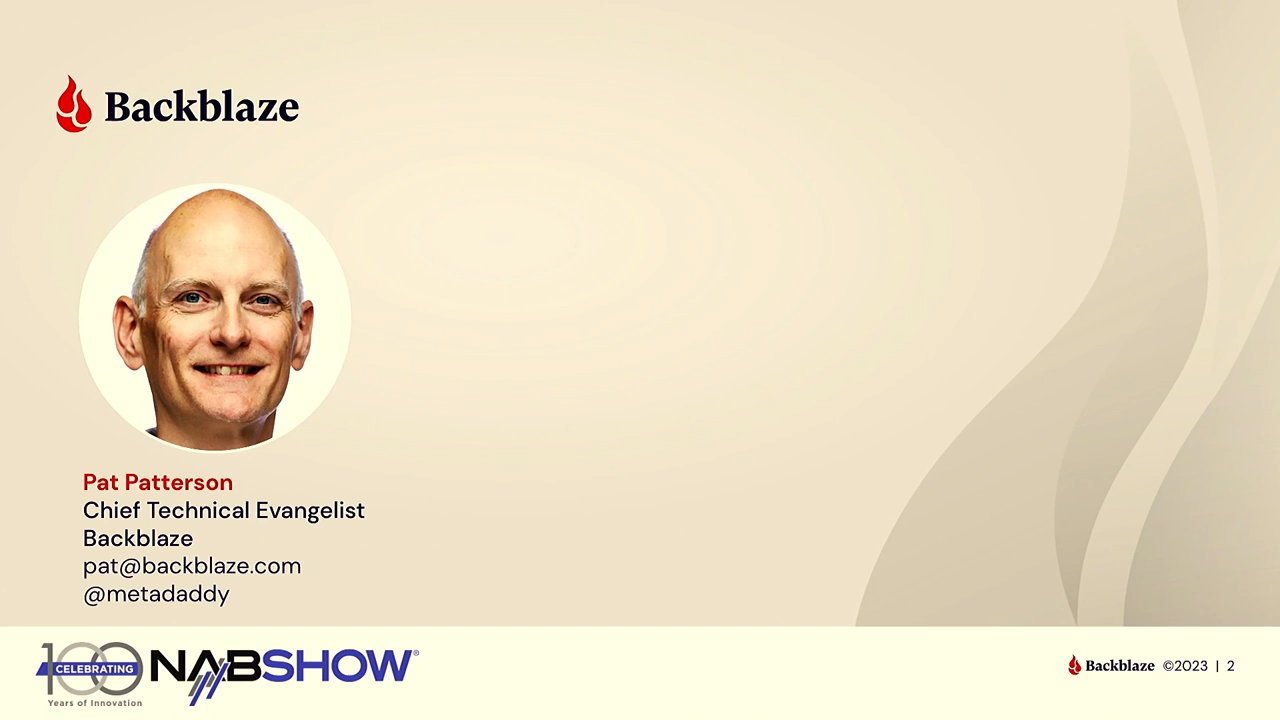 Backblaze
Pat Patterson
Chief Technical Evangelist
Backblaze
pat@backblaze.com
@metadaddy
100 CELEBRATING
Years of Innovation
NABSHOW®
Backblaze ©2023 | 2